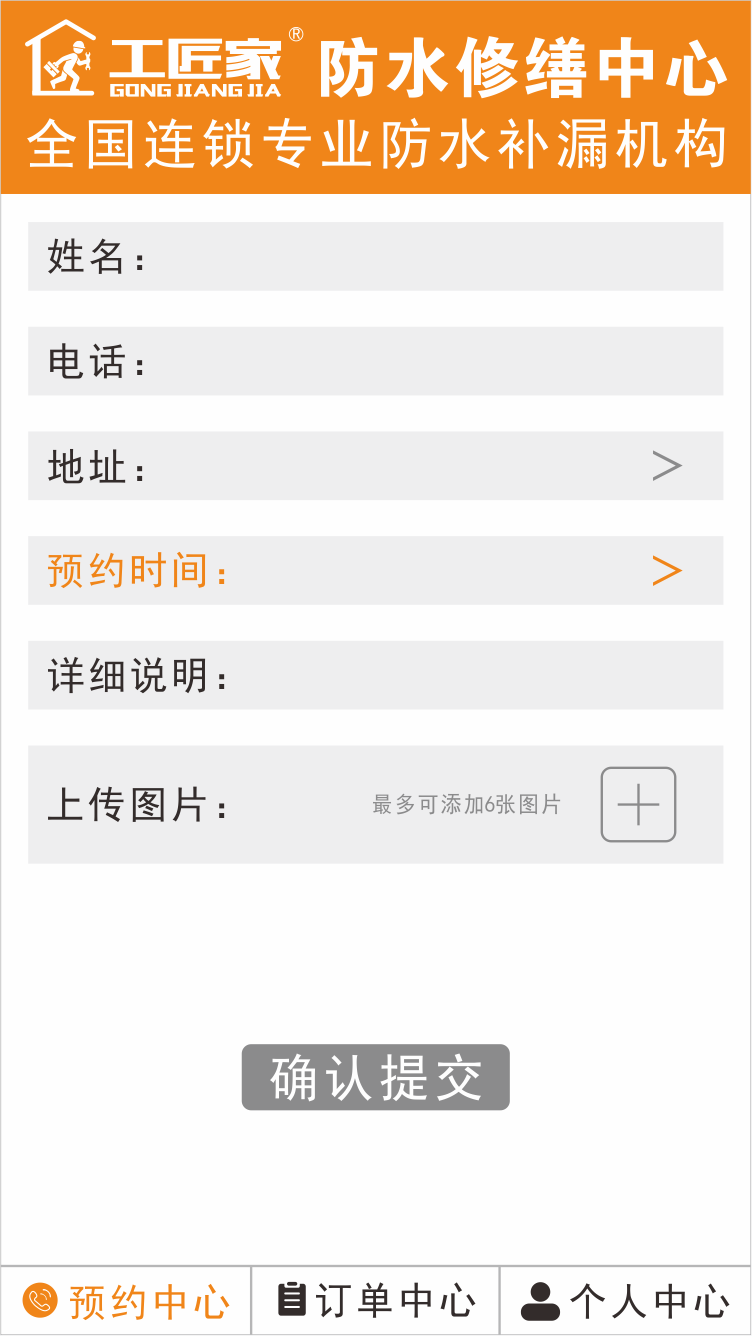 工匠家® 防水修缮中心
GONG JIANG JIA
全国连锁专业防水补漏机构
姓名：
电话：
地址： >
预约时间： >
详细说明：
上传图片： 最多可添加6张图片
确认提交
预约中心 订单中心 个人中心